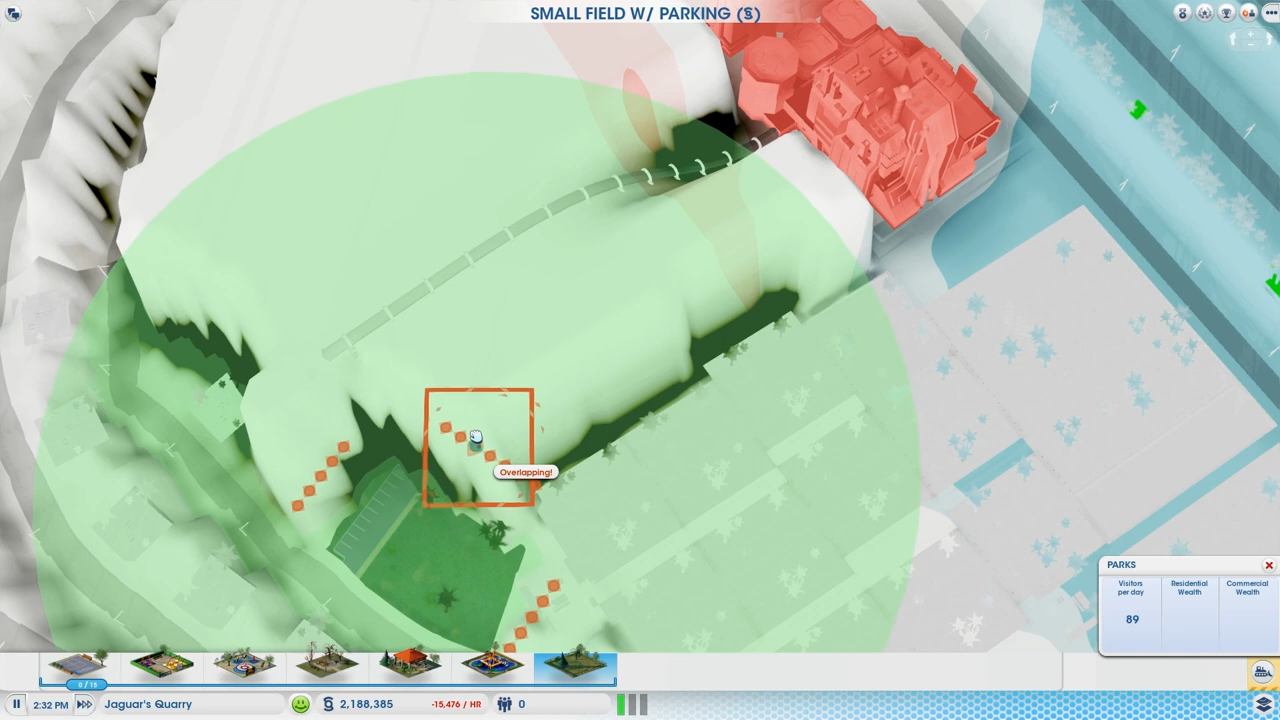 SMALL FIELD W/ PARKING (S)
Overlapping!
PARKS
Visitors per day
Residential Wealth
Commercial Wealth
89
0 / 15
2:32 PM
Jaguar's Quarry
2,188,385
-15,476 / HR
0